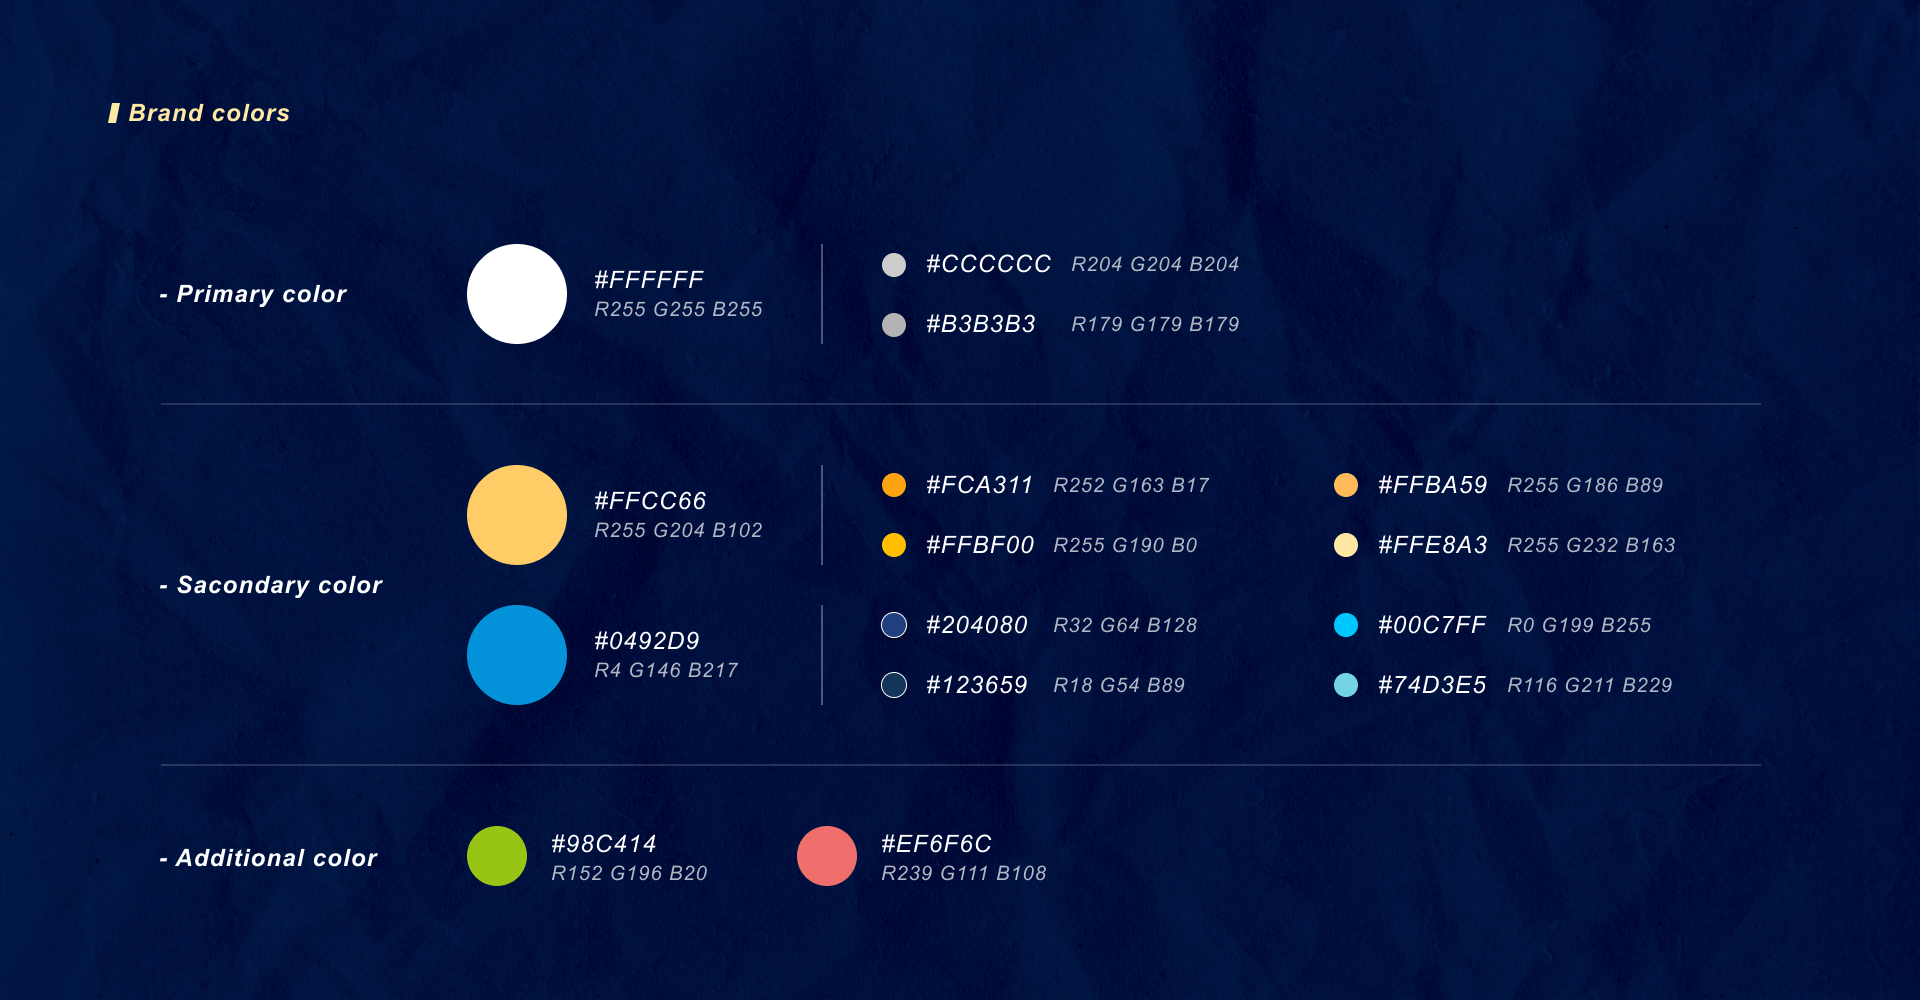 Brand colors
- Primary color
#FFFFFF
R255 G255 B255
#CCCCCC R204 G204 B204
#B3B3B3 R179 G179 B179
- Sacondary color
#FFCC66
R255 G204 B102
#FCA311 R252 G163 B17
#FFBA59 R255 G186 B89
#FFBF00 R255 G190 B0
#FFE8A3 R255 G232 B163
#0492D9
R4 G146 B217
#204080 R32 G64 B128
#00C7FF R0 G199 B255
#123659 R18 G54 B89
#74D3E5 R116 G211 B229
- Additional color
#98C414
R152 G196 B20
#EF6F6C
R239 G111 B108